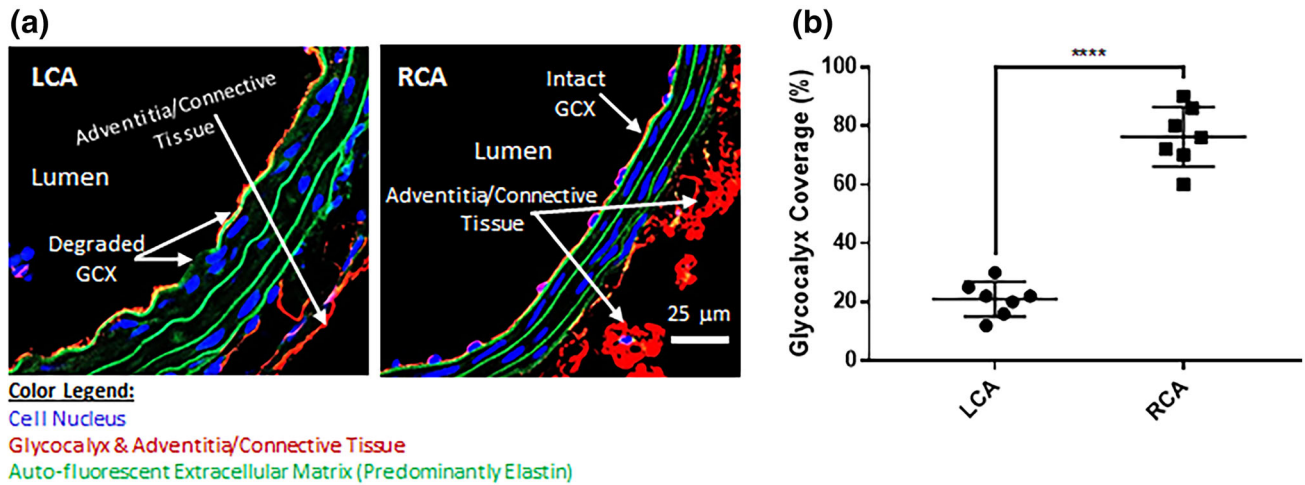 (a)
LCA
Adventitia/Connective
Tissue
Lumen
Degraded
GCX
RCA
Intact
GCX
Lumen
Adventitia/Connective
Tissue
25 μm
Color Legend:
Cell Nucleus
Glycocalyx & Adventitia/Connective Tissue
Auto-fluorescent Extracellular Matrix (Predominantly Elastin)
(b)
****
Glycocalyx Coverage (%)
100
80
60
40
20
0
LCA
RCA